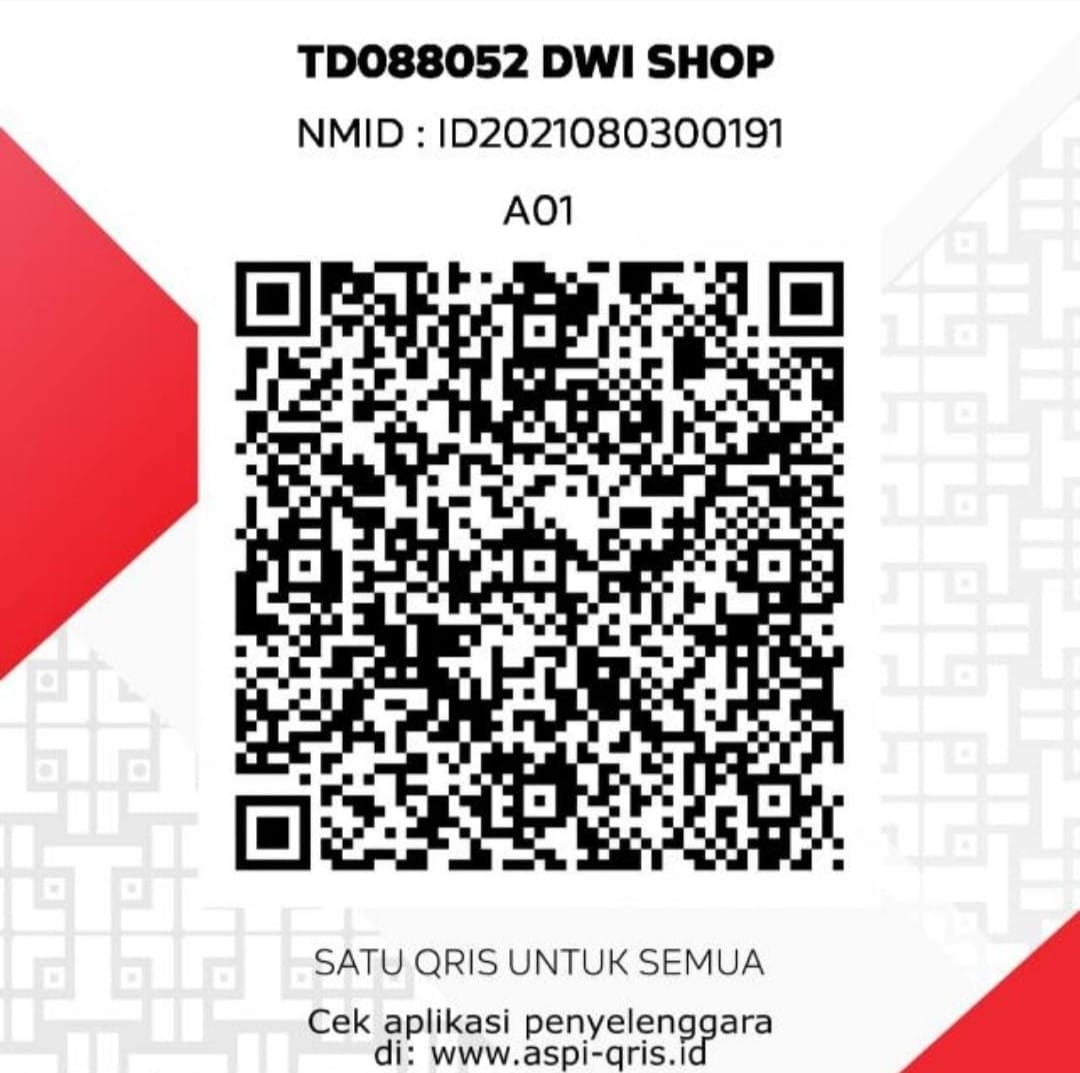 TD088052 DWI SHOP
NMID : ID2021080300191
A01
SATU QRIS UNTUK SEMUA
Cek aplikasi penyelenggara
di: www.aspi-qris.id